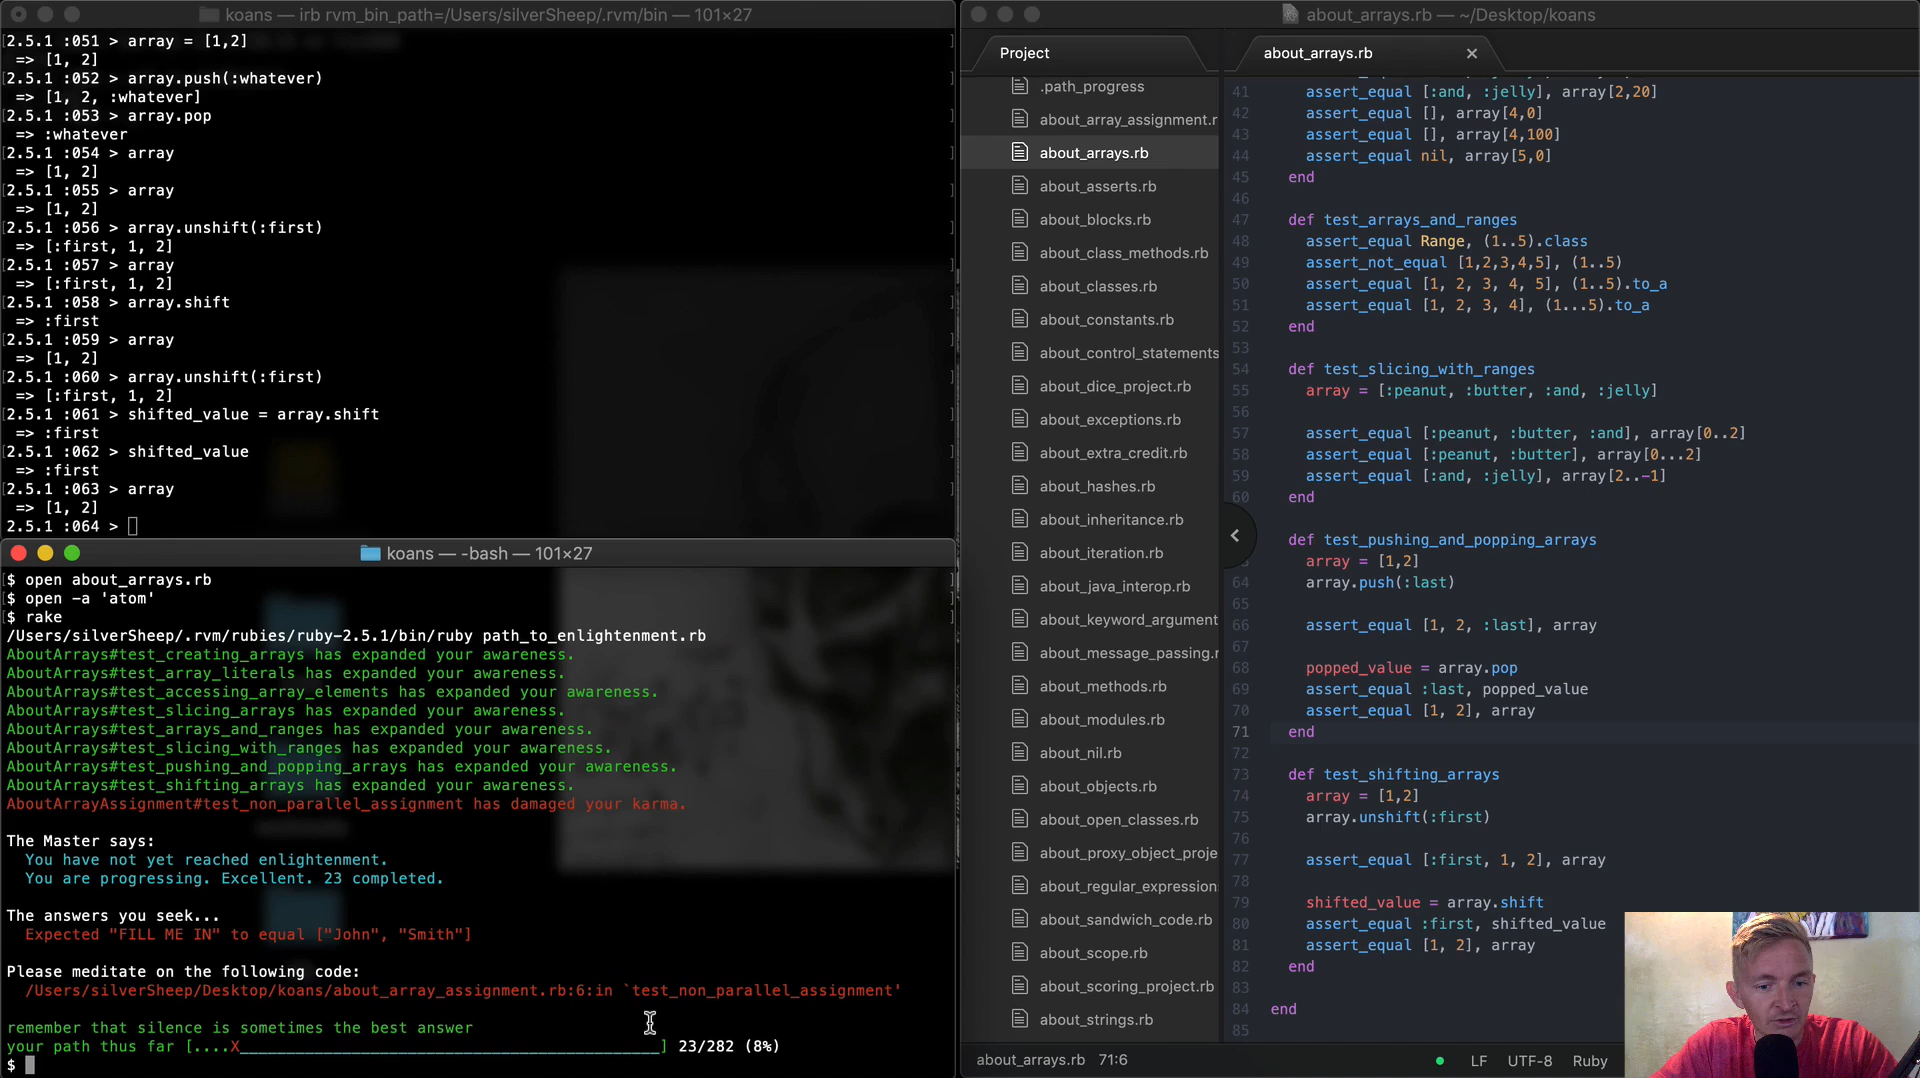 koans — irb rvm_bin_path=/Users/silverSheep/.rvm/bin — 101×27
[2.5.1 :051 > array = [1,2]
=> [1, 2]
[2.5.1 :052 > array.push(:whatever)
=> [1, 2, :whatever]
[2.5.1 :053 > array.pop
=> :whatever
[2.5.1 :054 > array
=> [1, 2]
[2.5.1 :055 > array
=> [1, 2]
[2.5.1 :056 > array.unshift(:first)
=> [:first, 1, 2]
[2.5.1 :057 > array
=> [:first, 1, 2]
[2.5.1 :058 > array.shift
=> :first
[2.5.1 :059 > array
=> [1, 2]
[2.5.1 :060 > array.unshift(:first)
=> [:first, 1, 2]
[2.5.1 :061 > shifted_value = array.shift
=> :first
[2.5.1 :062 > shifted_value
=> :first
[2.5.1 :063 > array
=> [1, 2]
2.5.1 :064 >
koans — -bash — 101×27
[$ open about_arrays.rb
[$ open -a 'atom'
[$ rake
/Users/silverSheep/.rvm/rubies/ruby-2.5.1/bin/ruby path_to_enlightenment.rb
AboutArrays#test_creating_arrays has expanded your awareness.
AboutArrays#test_array_literals has expanded your awareness.
AboutArrays#test_accessing_array_elements has expanded your awareness.
AboutArrays#test_slicing_arrays has expanded your awareness.
AboutArrays#test_arrays_and_ranges has expanded your awareness.
AboutArrays#test_slicing_with_ranges has expanded your awareness.
AboutArrays#test_pushing_and_popping_arrays has expanded your awareness.
AboutArrays#test_shifting_arrays has expanded your awareness.
AboutArrayAssignment#test_non_parallel_assignment has damaged your karma.
The Master says:
You have not yet reached enlightenment.
You are progressing. Excellent. 23 completed.
The answers you seek...
Expected "FILL ME IN" to equal ["John", "Smith"]
Please meditate on the following code:
/Users/silverSheep/Desktop/koans/about_array_assignment.rb:6:in `test_non_parallel_assignment'
remember that silence is sometimes the best answer
your path thus far [....X________________________________________________] 23/282 (8%)
$
about_arrays.rb — ~/Desktop/koans
Project
.path_progress
about_array_assignment.r
about_arrays.rb
about_asserts.rb
about_blocks.rb
about_class_methods.rb
about_classes.rb
about_constants.rb
about_control_statements
about_dice_project.rb
about_exceptions.rb
about_extra_credit.rb
about_hashes.rb
about_inheritance.rb
about_iteration.rb
about_java_interop.rb
about_keyword_argument
about_message_passing.r
about_methods.rb
about_modules.rb
about_nil.rb
about_objects.rb
about_open_classes.rb
about_proxy_object_proje
about_regular_expression
about_sandwich_code.rb
about_scope.rb
about_scoring_project.rb
about_strings.rb
about_arrays.rb
41 assert_equal [:and, :jelly], array[2,20]
42 assert_equal [], array[4,0]
43 assert_equal [], array[4,100]
44 assert_equal nil, array[5,0]
45 end
46
47 def test_arrays_and_ranges
48 assert_equal Range, (1..5).class
49 assert_not_equal [1,2,3,4,5], (1..5)
50 assert_equal [1, 2, 3, 4, 5], (1..5).to_a
51 assert_equal [1, 2, 3, 4], (1...5).to_a
52 end
53
54 def test_slicing_with_ranges
55 array = [:peanut, :butter, :and, :jelly]
56
57 assert_equal [:peanut, :butter, :and], array[0..2]
58 assert_equal [:peanut, :butter], array[0...2]
59 assert_equal [:and, :jelly], array[2..-1]
60 end
def test_pushing_and_popping_arrays
array = [1,2]
64 array.push(:last)
65
66 assert_equal [1, 2, :last], array
67
68 popped_value = array.pop
69 assert_equal :last, popped_value
70 assert_equal [1, 2], array
71 end
72
73 def test_shifting_arrays
74 array = [1,2]
75 array.unshift(:first)
76
77 assert_equal [:first, 1, 2], array
78
79 shifted_value = array.shift
80 assert_equal :first, shifted_value
81 assert_equal [1, 2], array
82 end
83
84 end
85
about_arrays.rb 71:6
LF UTF-8 Ruby